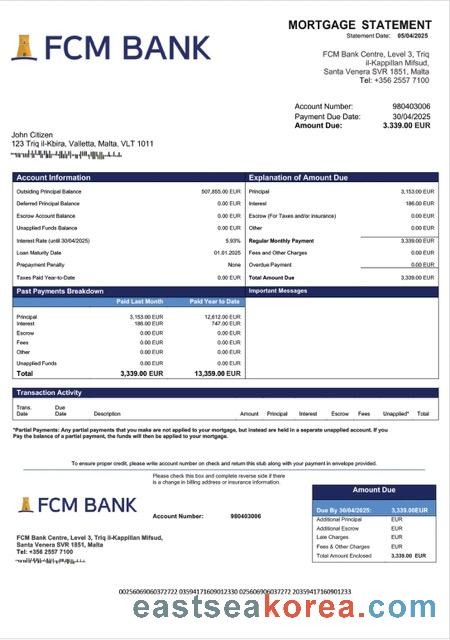 FCM BANK
MORTGAGE STATEMENT
Statement Date: 05/04/2025
FCM Bank Centre, Level 3, Triq
il-Kappillan Mifsud,
Santa Venera SVR 1851, Malta
Tel: +356 2557 7100
Account Number: 980403006
Payment Due Date: 30/04/2025
Amount Due: 3.339.00 EUR
John Citizen
123 Triq il-Kbira, Valletta, Malta, VLT 1011
Account Information
Outsiding Principal Balance 507,855.00 EUR
Deferred Principal Balance 0.00 EUR
Escrow Account Balance 0.00 EUR
Unapplied Funds Balance 0.00 EUR
Interest Rate (until 30/04/2025) 5.93%
Loan Maturity Date 01.01.2025
Prepayment Penalty None
Taxes Paid Year-to-Date 0.00 EUR
Explanation of Amount Due
Principal 3,153.00 EUR
Interest 186.00 EUR
Escrow (For Taxes and/or insurance) 0.00 EUR
Other 0.00 EUR
Regular Monthly Payment 3,339.00 EUR
Fees and Other Charges 0.00 EUR
Overdue Payment 0.00 EUR
Total Amount Due 3,339.00 EUR
Past Payments Breakdown
Paid Last Month Paid Year to Date
Principal 3,153.00 EUR 12,612.00 EUR
Interest 186.00 EUR 747.00 EUR
Escrow 0.00 EUR 0.00 EUR
Fees 0.00 EUR 0.00 EUR
Other 0.00 EUR 0.00 EUR
Unapplied Funds 0.00 EUR 0.00 EUR
Total 3,339.00 EUR 13,359.00 EUR
Important Messages
Transaction Activity
Trans. Date Due Date Description Amount Principal Interest Escrow Fees Unapplied* Total
*Partial Payments: Any partial payments that you make are not applied to your mortgage, but instead are held in a separate unapplied account. If you
Pay the balance of a partial payment, the funds will then be applied to your mortgage.
To ensure proper credit, please write account number on check and return this stub along with your payment in envelope provided.
Please check this box and complete reverse side if there
is a change in billing address or insurance information.
FCM BANK
Account Number: 980403006
FCM Bank Centre, Level 3, Triq il-Kappillan Mifsud,
Santa Venera SVR 1851, Malta
Tel: +356 2557 7100
Amount Due
Due By 30/04/2025: 3,339.00EUR
Additional Principal EUR
Additional Escrow EUR
Late Charges EUR
Fees & Other Charges EUR
Total Amount Enclosed 3,339.00 EUR
00256069060372722 03594171609012330 02560690603727220359417160901233
eastseakorea.com